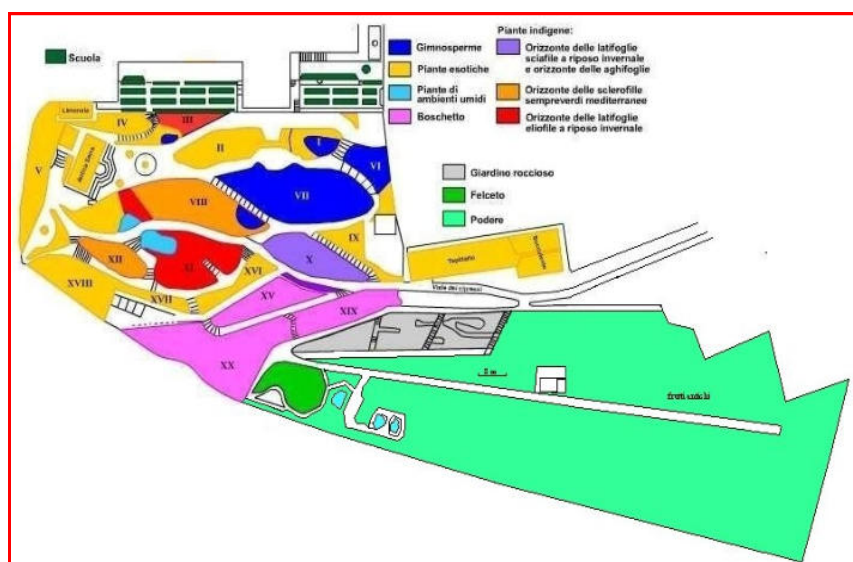 Scuola
Gimnosperme
Piante esotiche
Piante di
ambienti umidi
Boschetto
Piante indigene:
Orizzonte delle latifoglie
sciafile a riposo invernale
e orizzonte delle aghifoglie
Orizzonte delle sclerofille
sempreverdi mediterranee
Orizzonte delle latifoglie
eliofile a riposo invernale
Giardino roccioso
Felceto
Podere
Limonaia
IV
III
II
I
V
VI
VII
VIII
IX
X
XI
XII
XVI
XVII
XVIII
XV
XIX
XX
Tepidario
Viale dei cipressi